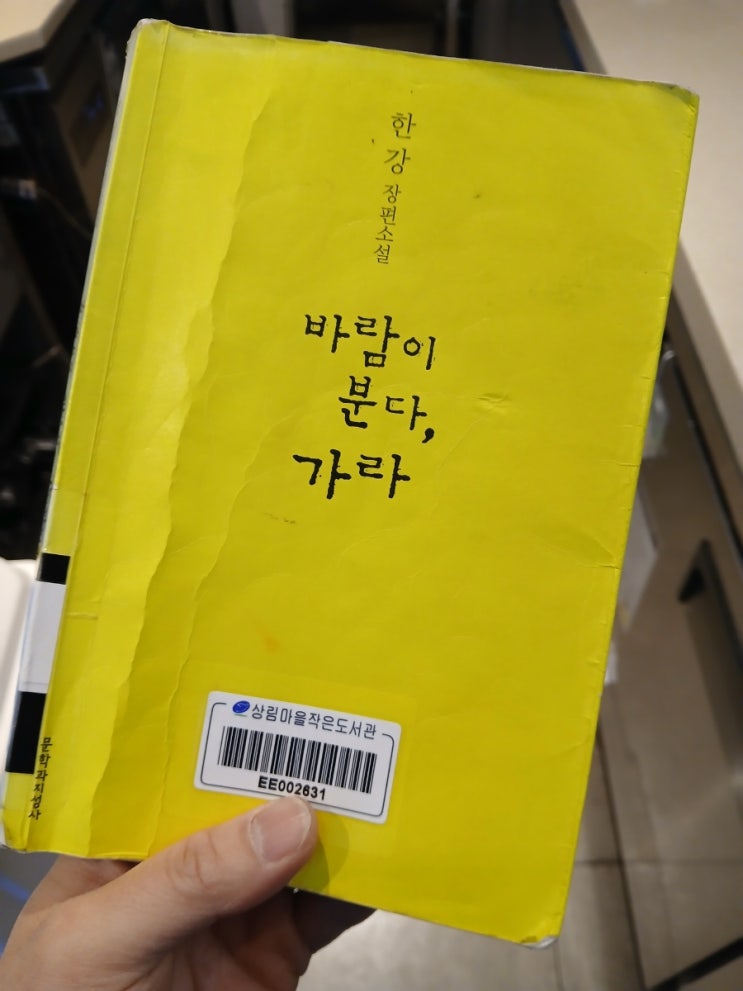 한강 장편소설
바람이
분다,
가라
상림마을작은도서관
EE002631
문학과지성사